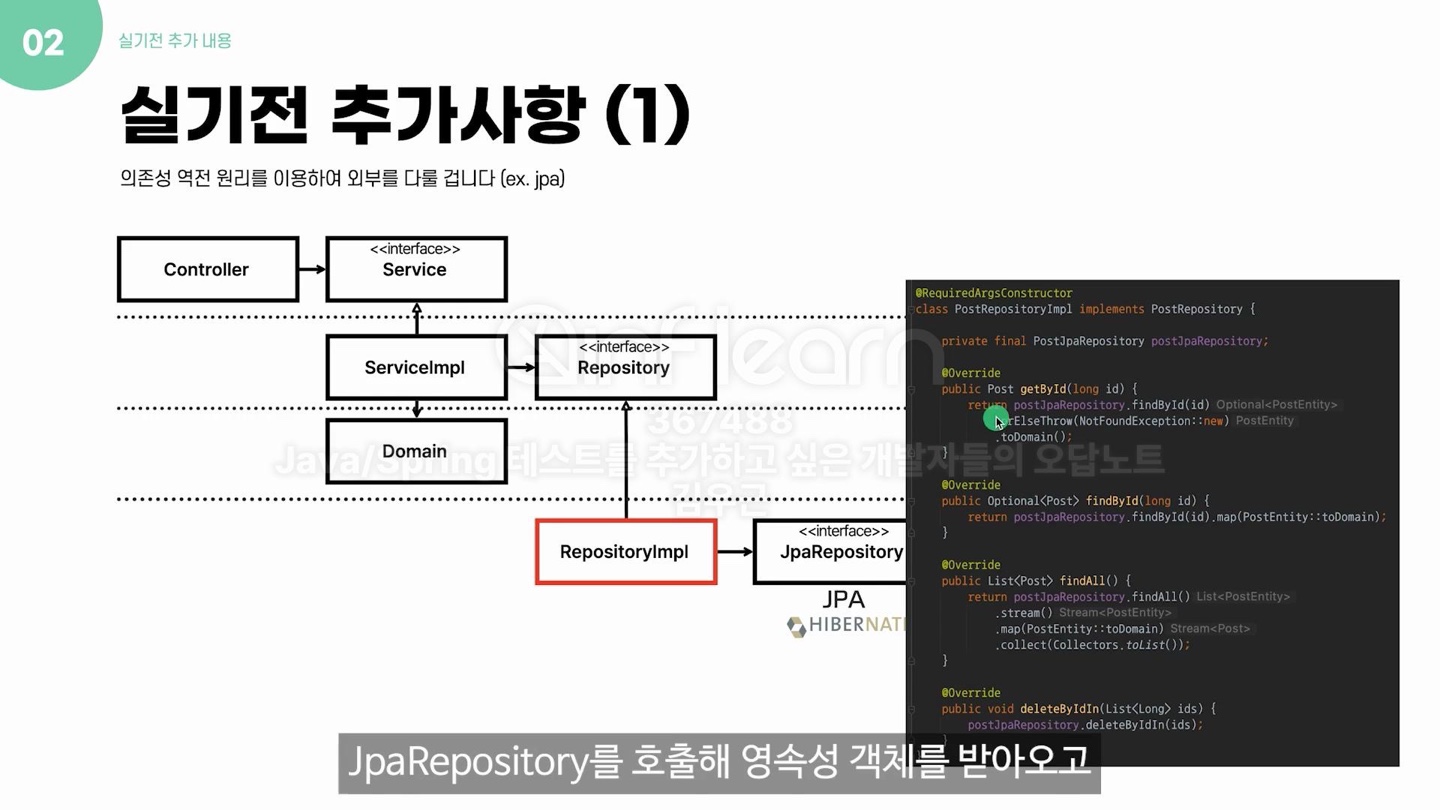 02
실기전 추가 내용
실기전 추가사항 (1)
의존성 역전 원리를 이용하여 외부를 다룰 겁니다 (ex. jpa)
Controller
<<interface>>
Service
ServiceImpl
<<interface>>
Repository
Domain
RepositoryImpl
<<interface>>
JpaRepository
JPA
HIBERNAT
inflearn
367488
Java/Spring 테스트를 추가하고 싶은 개발자들의 오답노트
김우근
@RequiredArgsConstructor
class PostRepositoryImpl implements PostRepository {
private final PostJpaRepository postJpaRepository;
@Override
public Post getById(long id) {
return postJpaRepository.findById(id) Optional<PostEntity>
rElseThrow(NotFoundException::new) PostEntity
.toDomain();
}
@Override
public Optional<Post> findById(long id) {
return postJpaRepository.findById(id).map(PostEntity::toDomain);
}
@Override
public List<Post> findAll() {
return postJpaRepository.findAll() List<PostEntity>
.stream() Stream<PostEntity>
.map(PostEntity::toDomain) Stream<Post>
.collect(Collectors.toList());
}
@Override
public void deleteByIdIn(List<Long> ids) {
postJpaRepository.deleteByIdIn(ids);
}
JpaRepository를 호출해 영속성 객체를 받아오고